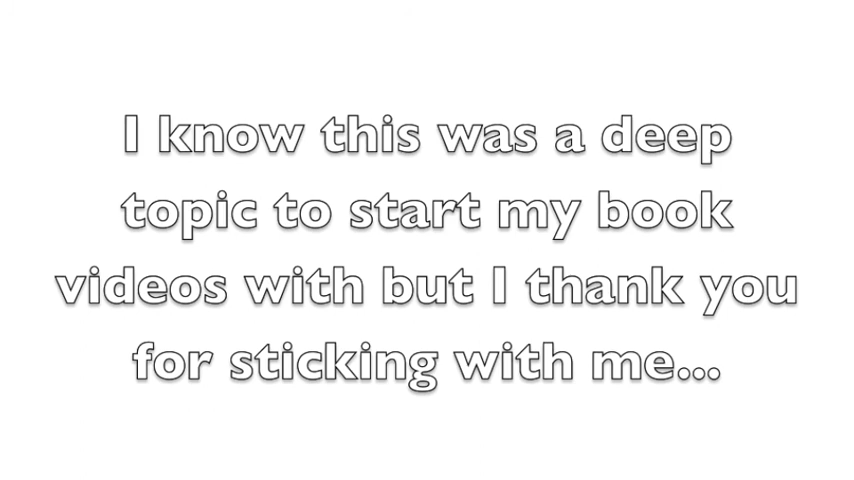 I know this was a deep
topic to start my book
videos with but I thank you
for sticking with me...